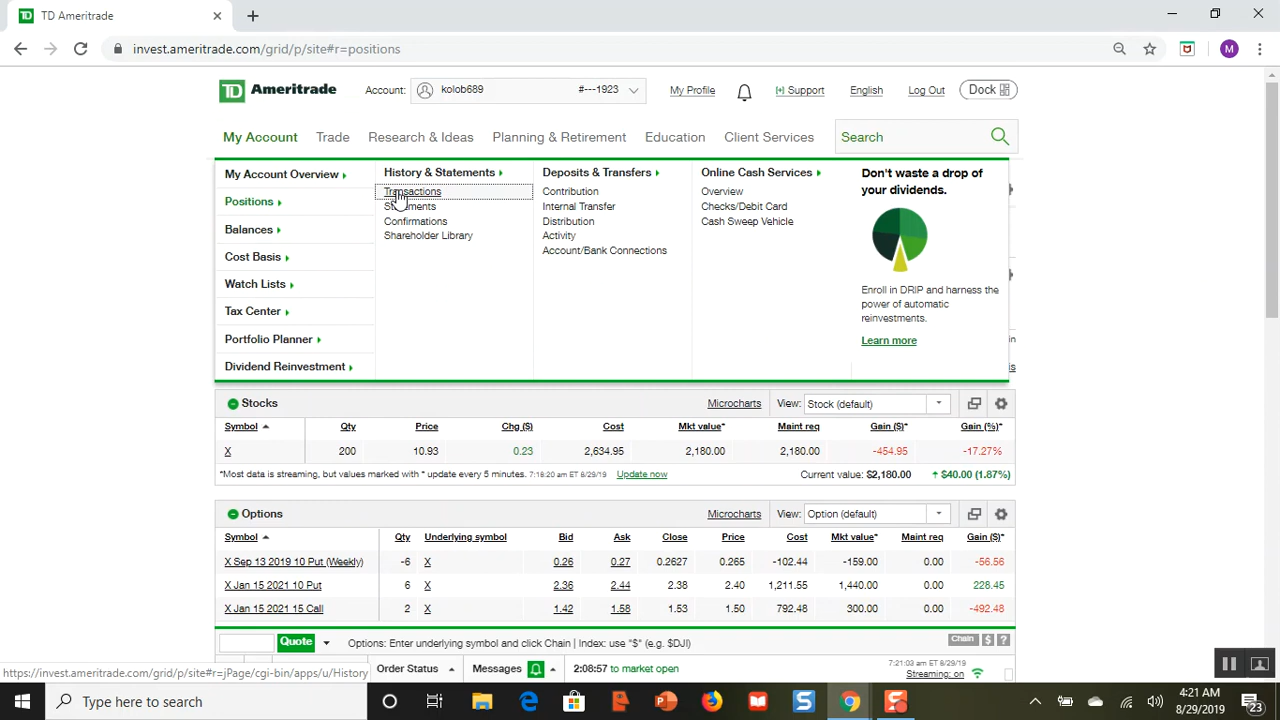 TD Ameritrade
invest.ameritrade.com/grid/p/site#r=positions
M
TD Ameritrade
Account: kolob689 #---1923 My Profile [+] Support English Log Out Dock
My Account Trade Research & Ideas Planning & Retirement Education Client Services Search
My Account Overview
Positions
Balances
Cost Basis
Watch Lists
Tax Center
Portfolio Planner
Dividend Reinvestment
History & Statements
Transactions
Confirmations
Shareholder Library
Deposits & Transfers
Contribution
Internal Transfer
Distribution
Activity
Account/Bank Connections
Online Cash Services
Overview
Checks/Debit Card
Cash Sweep Vehicle
Don't waste a drop of
your dividends.
Enroll in DRIP and harness the
power of automatic
reinvestments.
Learn more
Stocks Microcharts View: Stock (default)
Symbol Qty Price Chg ($) Cost Mkt value* Maint req Gain ($)* Gain (%)*
X 200 10.93 0.23 2,634.95 2,180.00 2,180.00 -454.95 -17.27%
*Most data is streaming, but values marked with * update every 5 minutes. 7:18:20 am ET 8/29/19 Update now Current value: $2,180.00 $40.00 (1.87%)
Options Microcharts View: Option (default)
Symbol Qty Underlying symbol Bid Ask Close Price Cost Mkt value* Maint req Gain ($)*
X Sep 13 2019 10 Put (Weekly) -6 X 0.26 0.27 0.2627 0.265 -102.44 -159.00 0.00 -56.56
X Jan 15 2021 10 Put 6 X 2.36 2.44 2.38 2.40 1,211.55 1,440.00 0.00 228.45
X Jan 15 2021 15 Call 2 X 1.42 1.58 1.53 1.50 792.48 300.00 0.00 -492.48
Quote Options: Enter underlying symbol and click Chain | Index: use "$" (e.g. $DJI) Chain $ ?
https://invest.ameritrade.com/grid/p/site#r=jPage/cgi-bin/apps/u/History Order Status Messages 2:08:57 to market open 7:21:03 am ET 8/29/19
Streaming: on
Type here to search
4:21 AM
8/29/2019
23